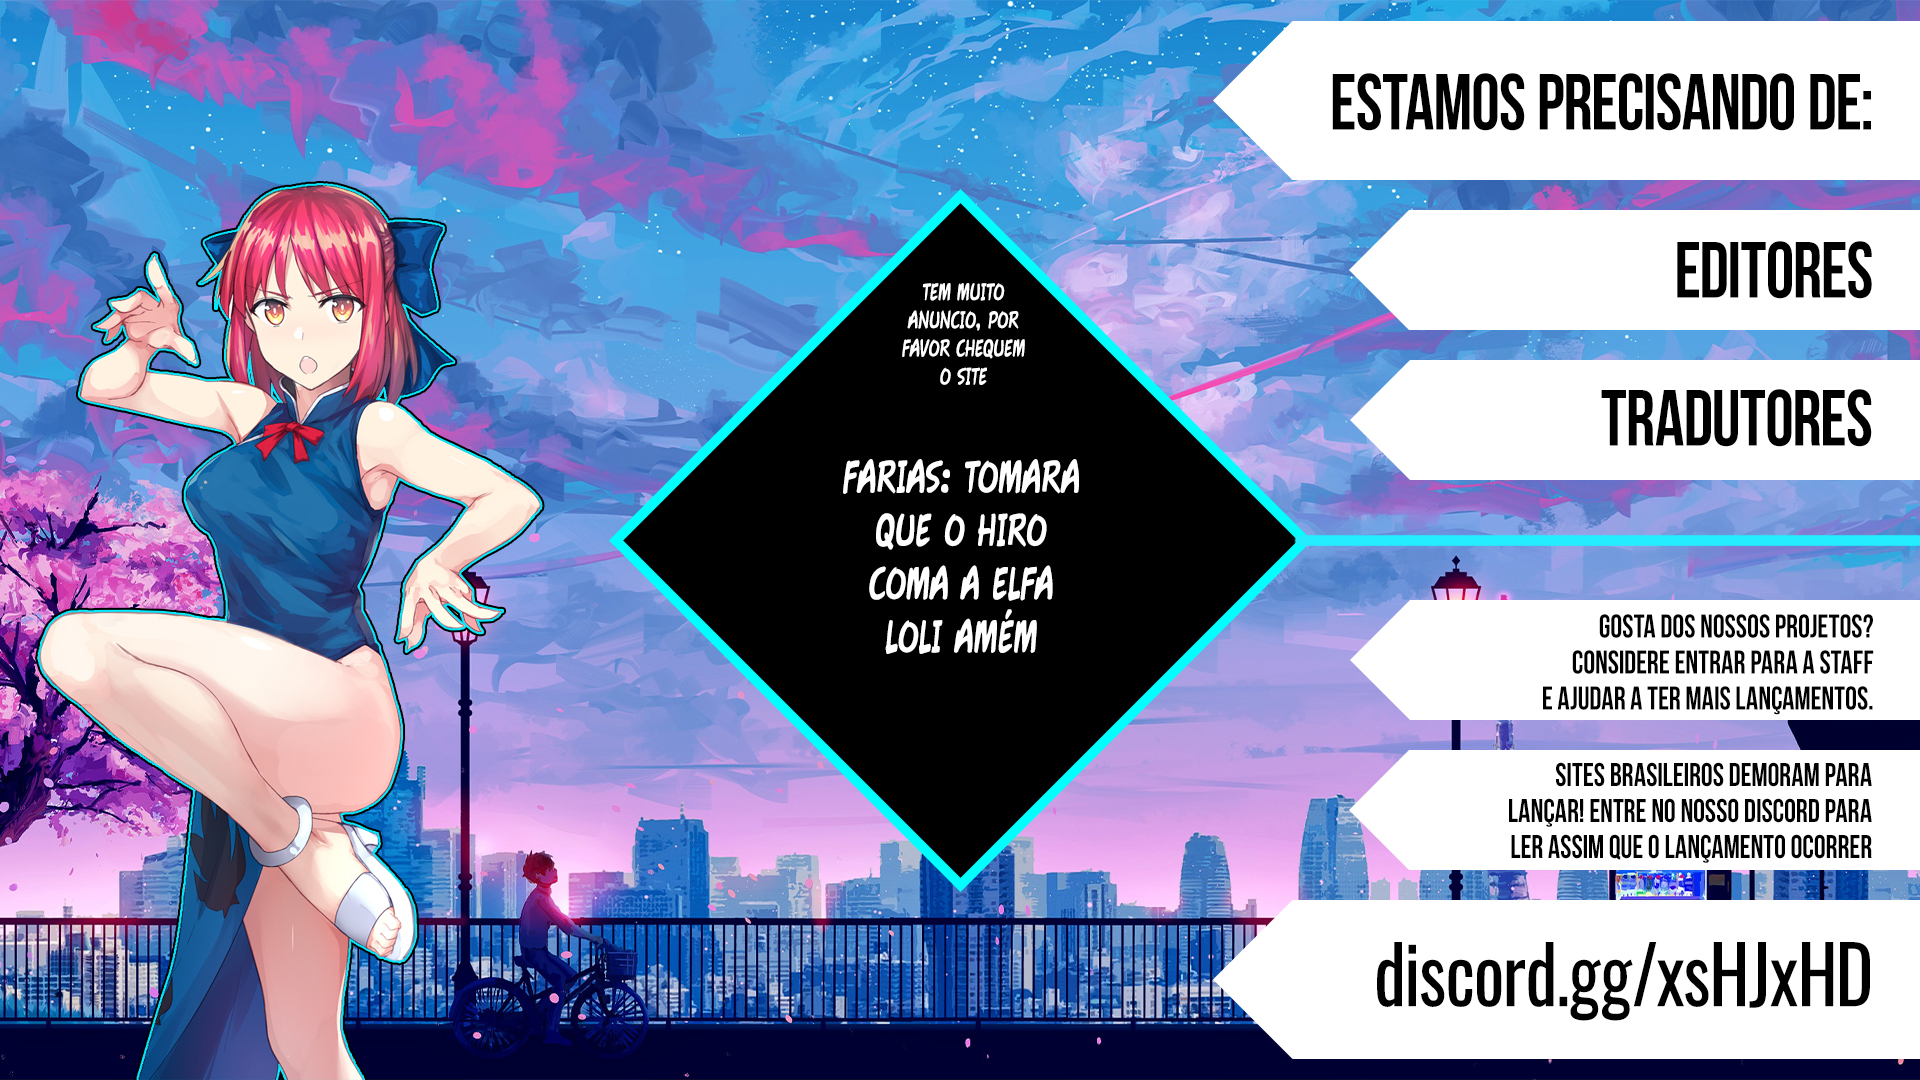 ESTAMOS PRECISANDO DE:
EDITORES
TRADUTORES
TEM MUITO
ANUNCIO, POR
FAVOR CHEQUEM
O SITE
FARIAS: TOMARA
QUE O HIRO
COMA A ELFA
LOLI AMÉM
GOSTA DOS NOSSOS PROJETOS?
CONSIDERE ENTRAR PARA A STAFF
E AJUDAR A TER MAIS LANÇAMENTOS.
SITES BRASILEIROS DEMORAM PARA
LANÇAR! ENTRE NO NOSSO DISCORD PARA
LER ASSIM QUE O LANÇAMENTO OCORRER
discord.gg/xsHJxHD